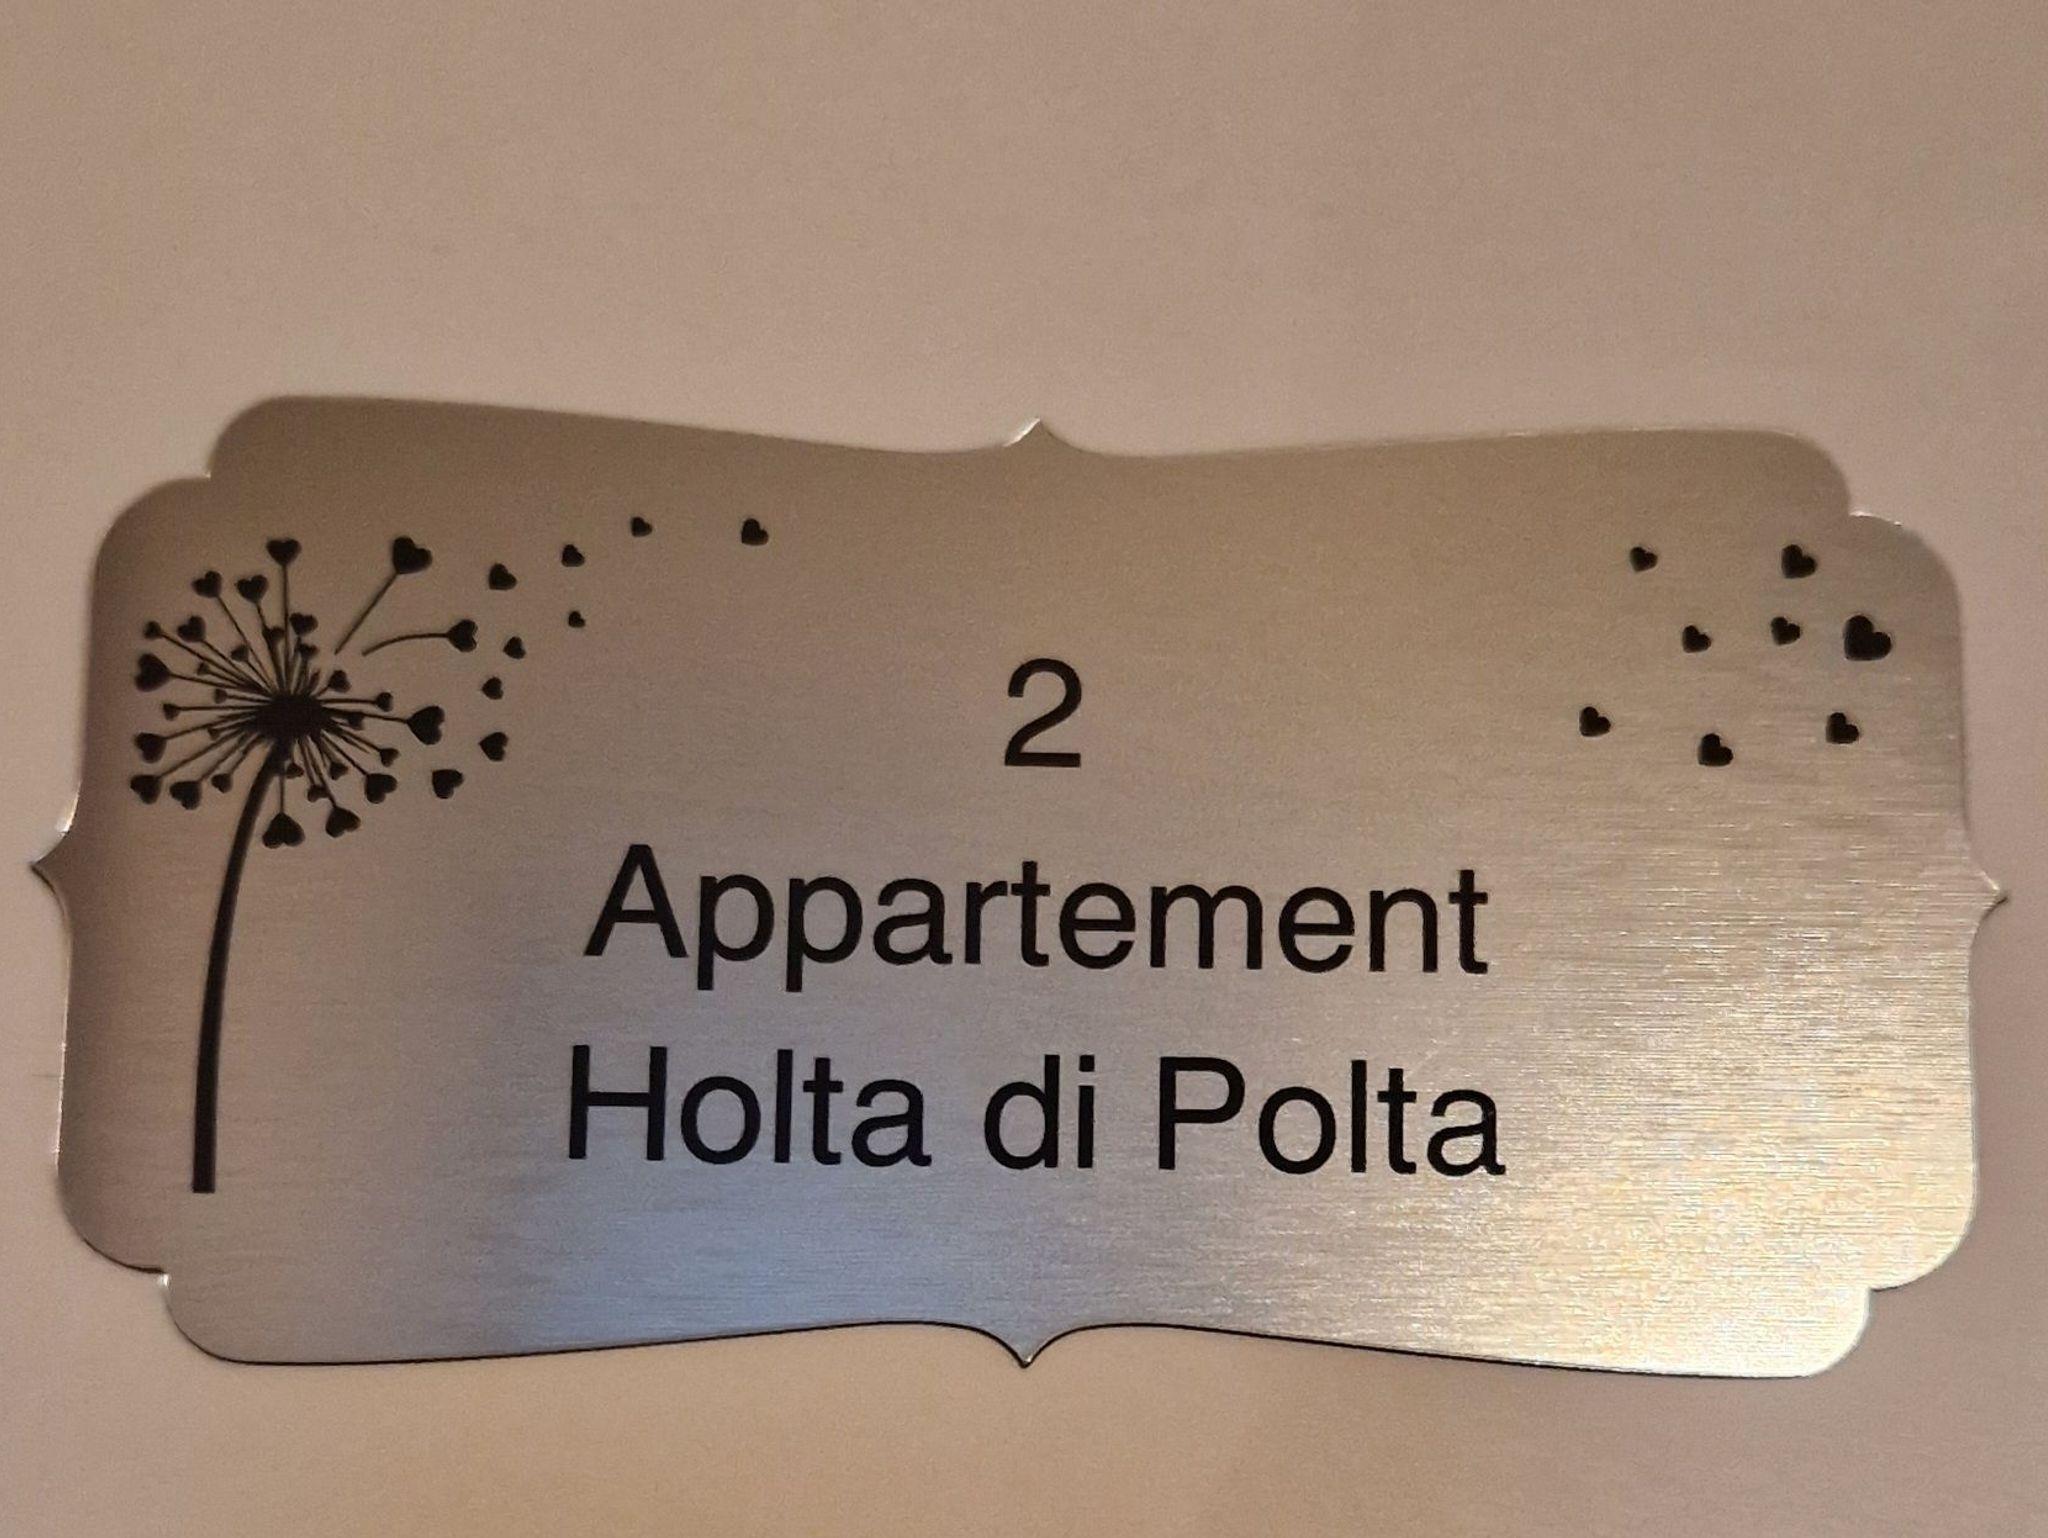 2
Appartement
Holta di Polta